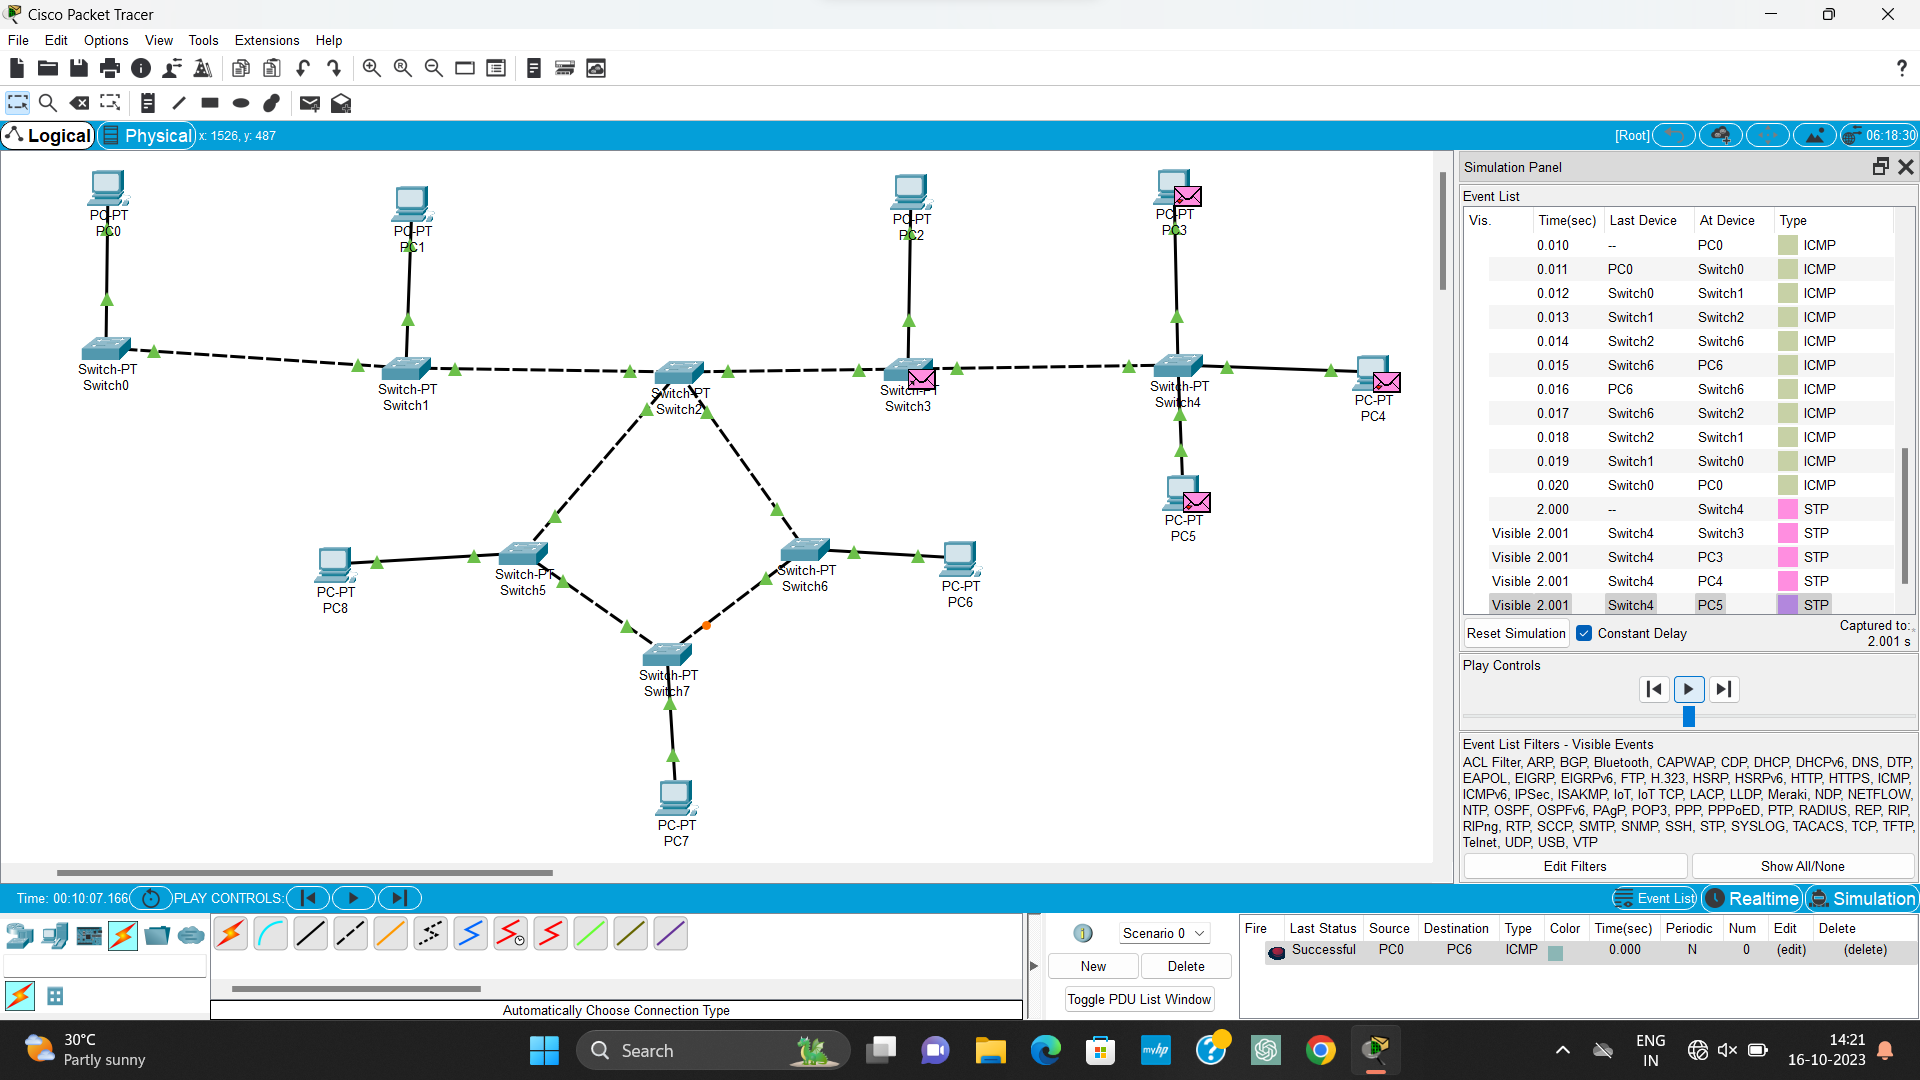 Cisco Packet Tracer
File Edit Options View Tools Extensions Help
?
Logical Physical x: 1526, y: 487 [Root] 06:18:30
PC-PT
PC0
PC-PT
PC1
PC-PT
PC2
PC-PT
PC3
Switch-PT
Switch0
Switch-PT
Switch1
Switch-PT
Switch2
Switch-PT
Switch3
Switch-PT
Switch4
PC-PT
PC4
PC-PT
PC5
PC-PT
PC8
Switch-PT
Switch5
Switch-PT
Switch6
PC-PT
PC6
Switch-PT
Switch7
PC-PT
PC7
Simulation Panel
Event List
Vis. Time(sec) Last Device At Device Type
0.010 -- PC0 ICMP
0.011 PC0 Switch0 ICMP
0.012 Switch0 Switch1 ICMP
0.013 Switch1 Switch2 ICMP
0.014 Switch2 Switch6 ICMP
0.015 Switch6 PC6 ICMP
0.016 PC6 Switch6 ICMP
0.017 Switch6 Switch2 ICMP
0.018 Switch2 Switch1 ICMP
0.019 Switch1 Switch0 ICMP
0.020 Switch0 PC0 ICMP
2.000 -- Switch4 STP
Visible 2.001 Switch4 Switch3 STP
Visible 2.001 Switch4 PC3 STP
Visible 2.001 Switch4 PC4 STP
Visible 2.001 Switch4 PC5 STP
Reset Simulation Constant Delay Captured to:
2.001 s
Play Controls
Event List Filters - Visible Events
ACL Filter, ARP, BGP, Bluetooth, CAPWAP, CDP, DHCP, DHCPv6, DNS, DTP,
EAPOL, EIGRP, EIGRPv6, FTP, H.323, HSRP, HSRPv6, HTTP, HTTPS, ICMP,
ICMPv6, IPSec, ISAKMP, IoT, IoT TCP, LACP, LLDP, Meraki, NDP, NETFLOW,
NTP, OSPF, OSPFv6, PAgP, POP3, PPP, PPPoED, PTP, RADIUS, REP, RIP,
RIPng, RTP, SCCP, SMTP, SNMP, SSH, STP, SYSLOG, TACACS, TCP, TFTP,
Telnet, UDP, USB, VTP
Edit Filters Show All/None
Time: 00:10:07.166 PLAY CONTROLS: Event List Realtime Simulation
Automatically Choose Connection Type
1 Scenario 0
New Delete
Toggle PDU List Window
Fire Last Status Source Destination Type Color Time(sec) Periodic Num Edit Delete
Successful PC0 PC6 ICMP 0.000 N 0 (edit) (delete)
30°C
Partly sunny
Search
myhp
ENG
IN
14:21
16-10-2023